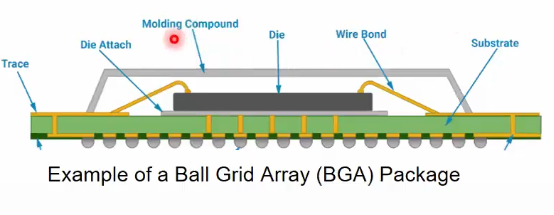 Molding Compound
Die Attach
Die
Wire Bond
Substrate
Trace
Example of a Ball Grid Array (BGA) Package